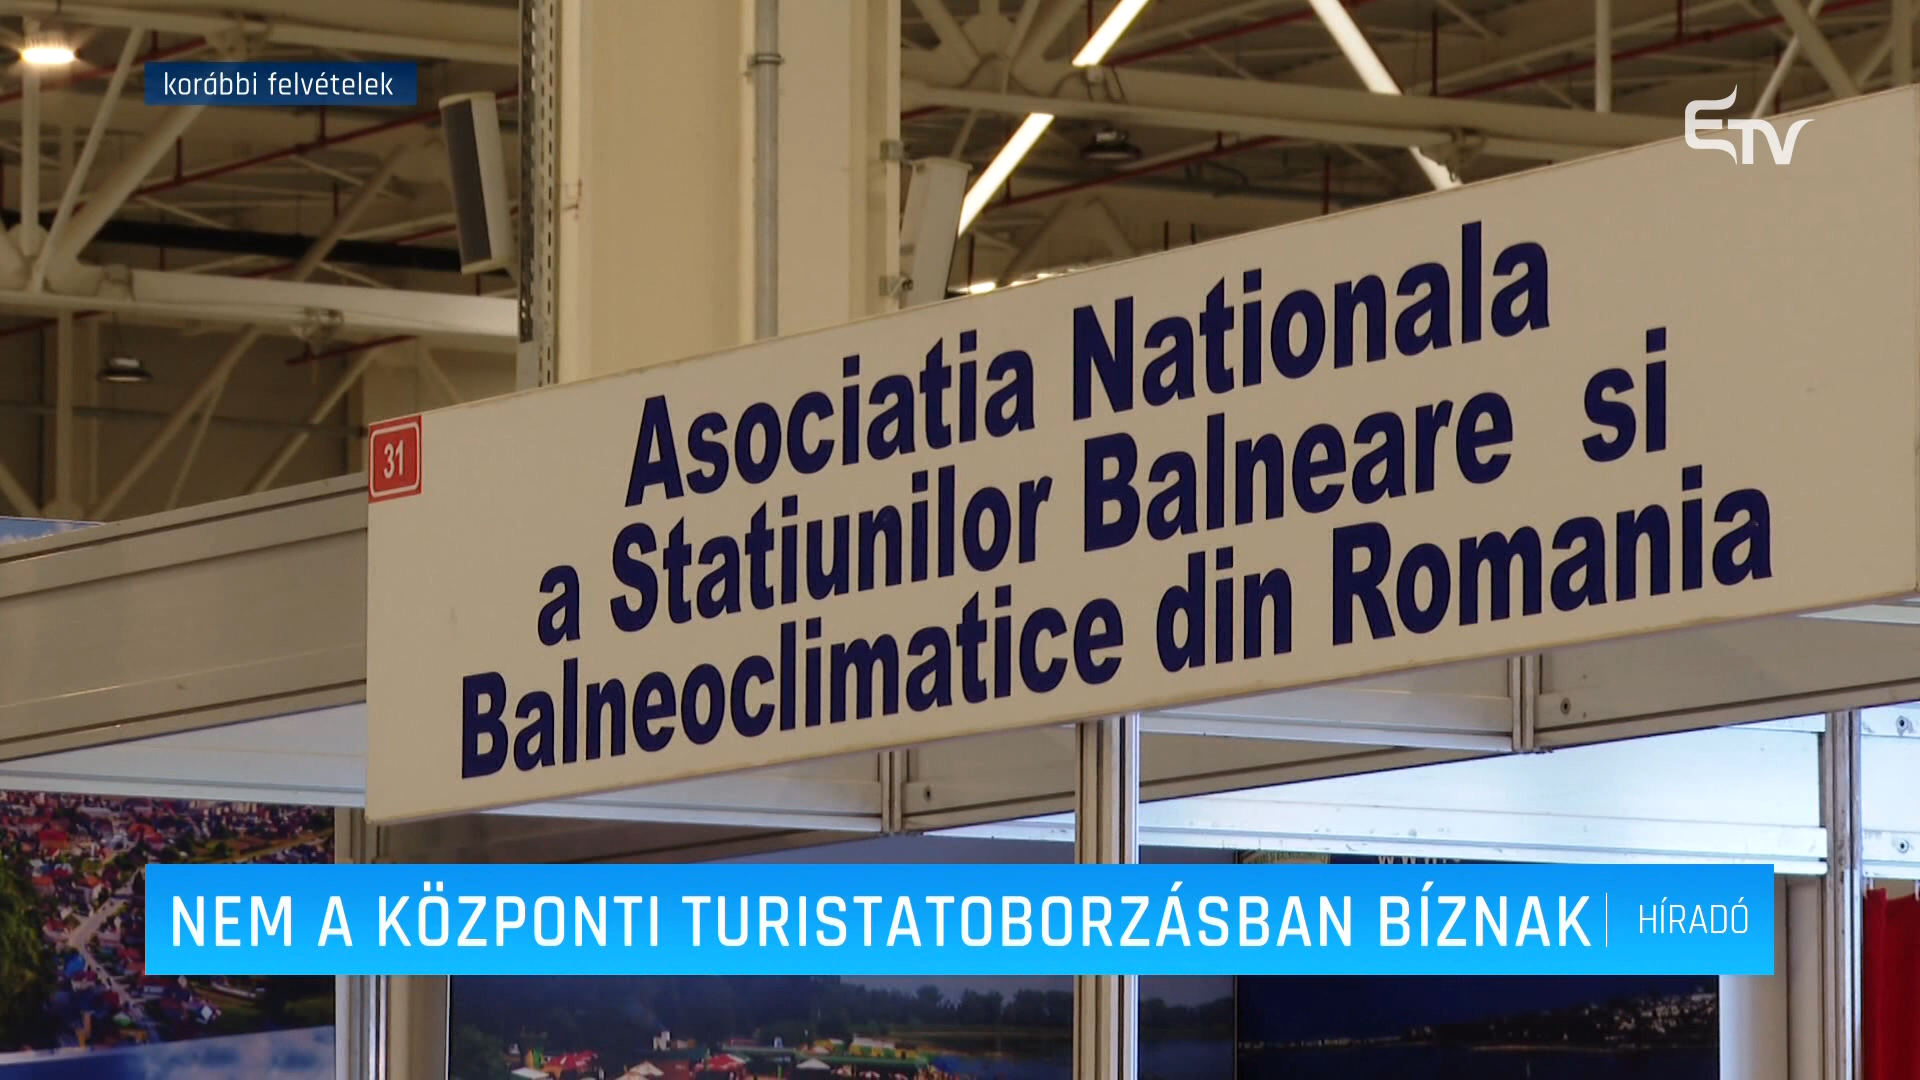 korábbi felvételek
ETV
31
Asociatia Nationala
a Statiunilor Balneare si
Balneoclimatice din Romania
NEM A KÖZPONTI TURISTATOBORZÁSBAN BÍZNAK
HÍRADÓ